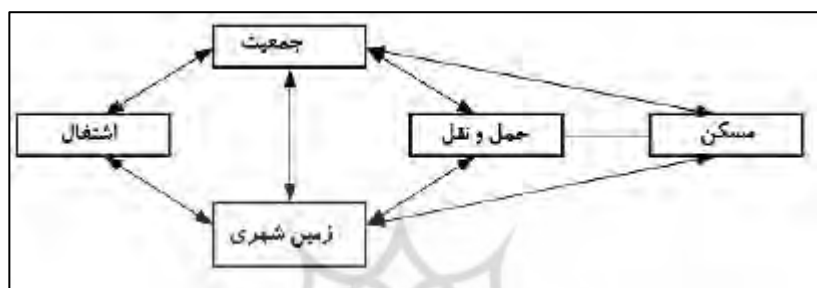 جمعیت
مسکن
حمل و نقل
اشتغال
زمین شهری